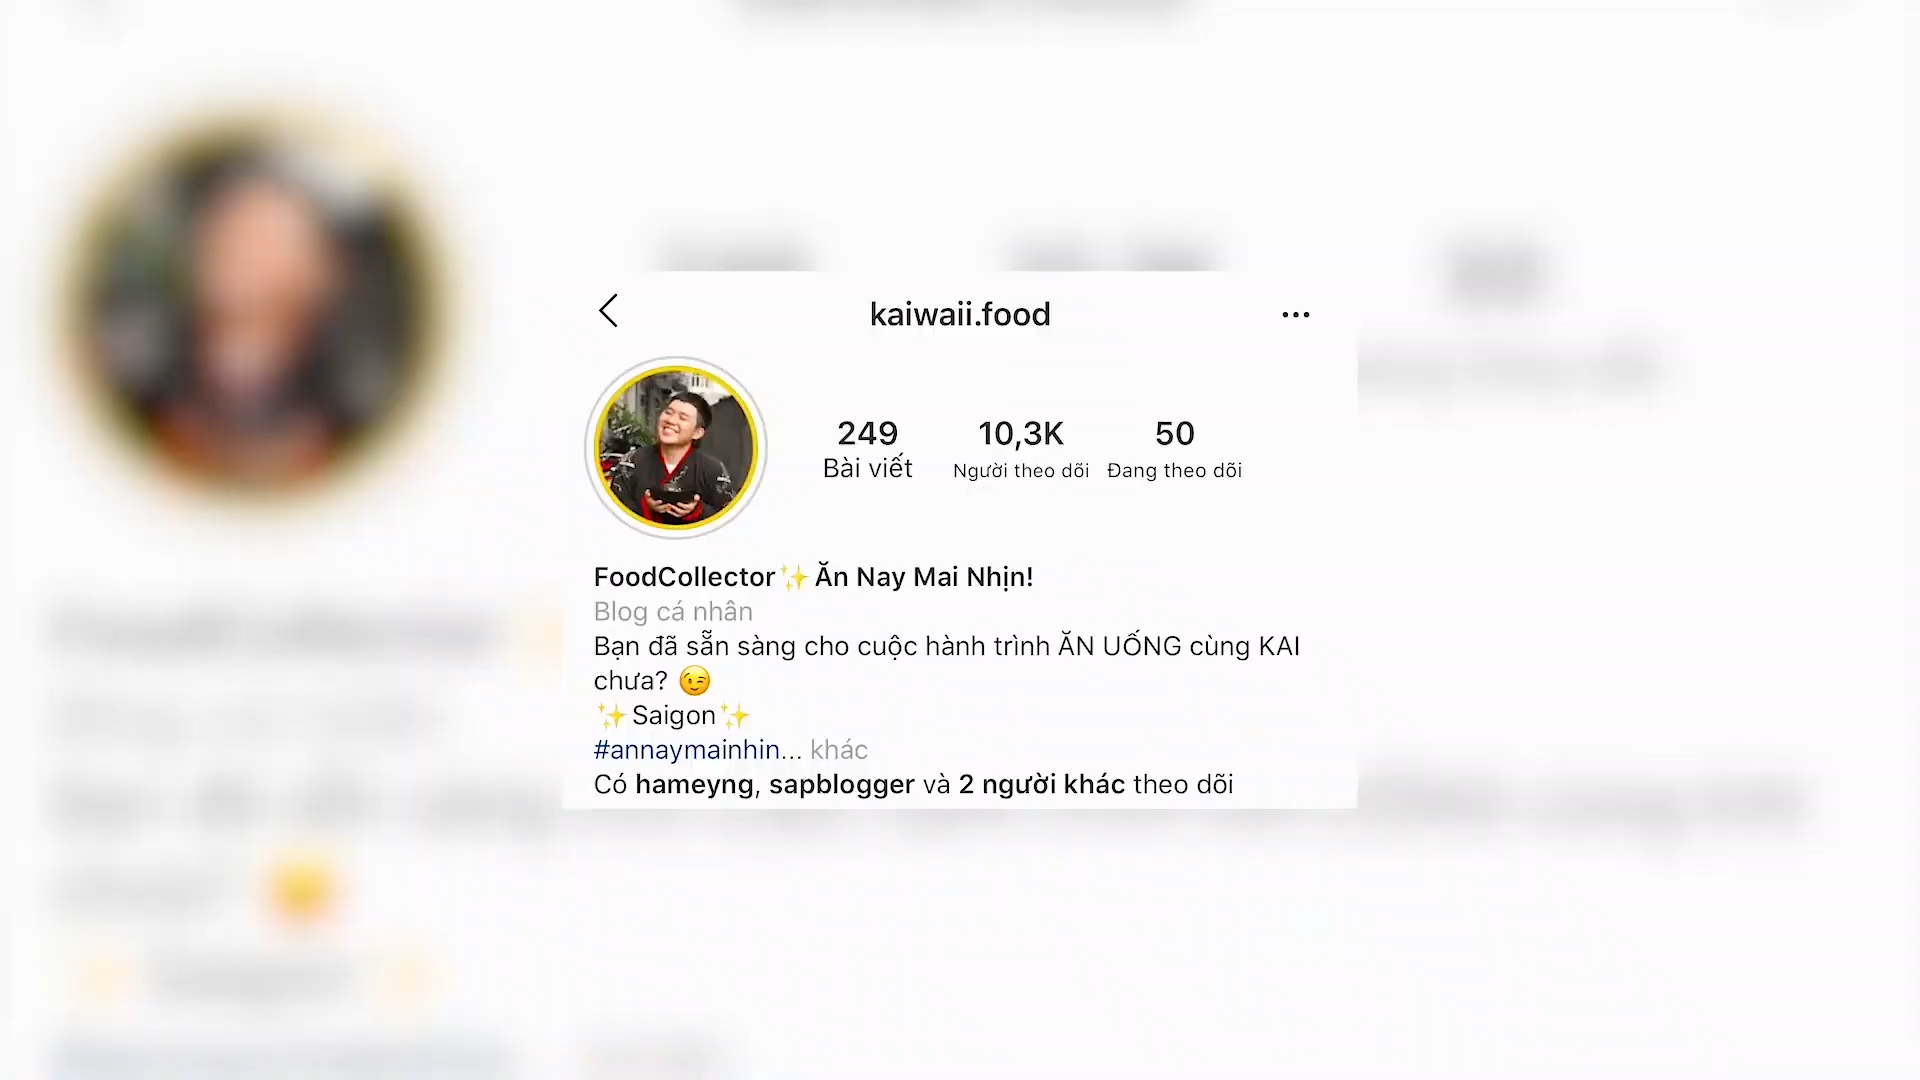 kaiwaii.food
249 10,3K 50
Bài viết Người theo dõi Đang theo dõi
FoodCollector✨Ăn Nay Mai Nhịn!
Blog cá nhân
Bạn đã sẵn sàng cho cuộc hành trình ĂN UỐNG cùng KAI
chưa? 😉
✨Saigon✨
#annaymainhin... khác
Có hameyng, sapblogger và 2 người khác theo dõi